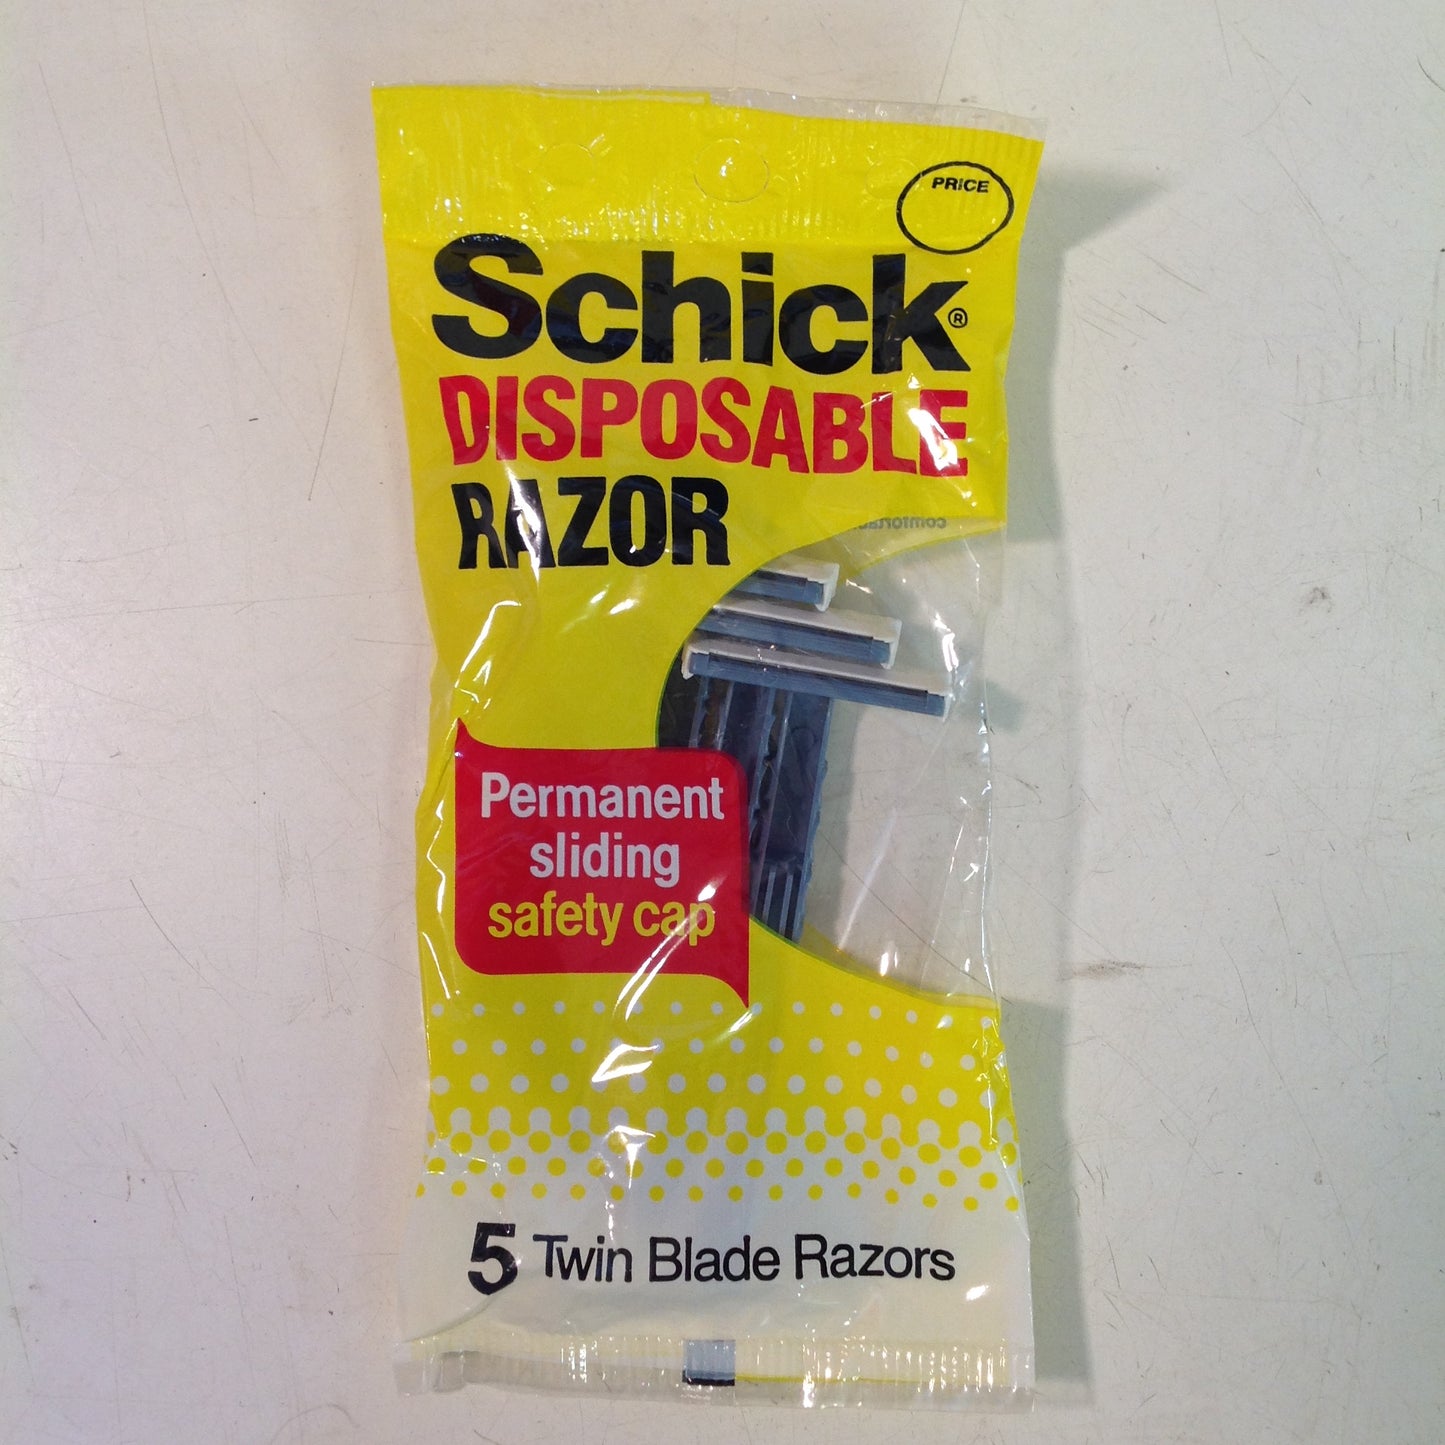 PRICE
Schick®
DISPOSABLE
RAZOR
Permanent
sliding
safety cap
5 Twin Blade Razors